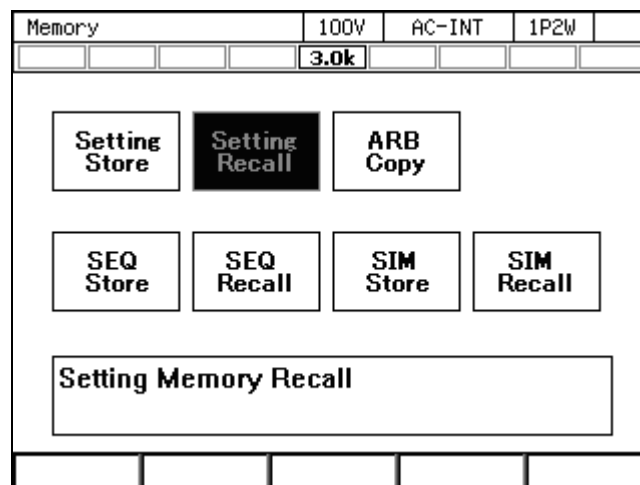 Memory 100V AC-INT 1P2W
3.0k
Setting Setting ARB
Store Recall Copy
SEQ SEQ SIM SIM
Store Recall Store Recall
Setting Memory Recall